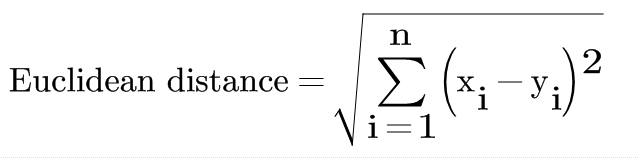 Euclidean distance = √(∑_{i=1}^{n} (x_i − y_i)^2)